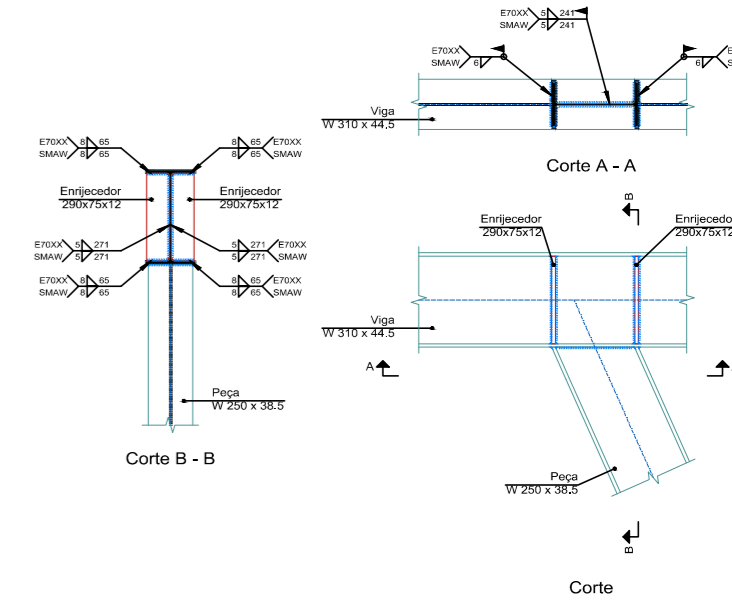 E70XX 5 241
SMAW 5 241
E70XX
SMAW 6
6
Viga
W 310 x 44.5
Corte A - A
E70XX 8 65
SMAW 8 65
8 65 E70XX
8 65 SMAW
Enrijecedor
290x75x12
Enrijecedor
290x75x12
E70XX 5 271
SMAW 5 271
5 271 E70XX
5 271 SMAW
E70XX 8 65
SMAW 8 65
8 65 E70XX
8 65 SMAW
Peça
W 250 x 38.5
Corte B - B
B
Enrijecedor
290x75x12
Enrijecedo
290x75x12
Viga
W 310 x 44.5
A
Peça
W 250 x 38.5
B
Corte